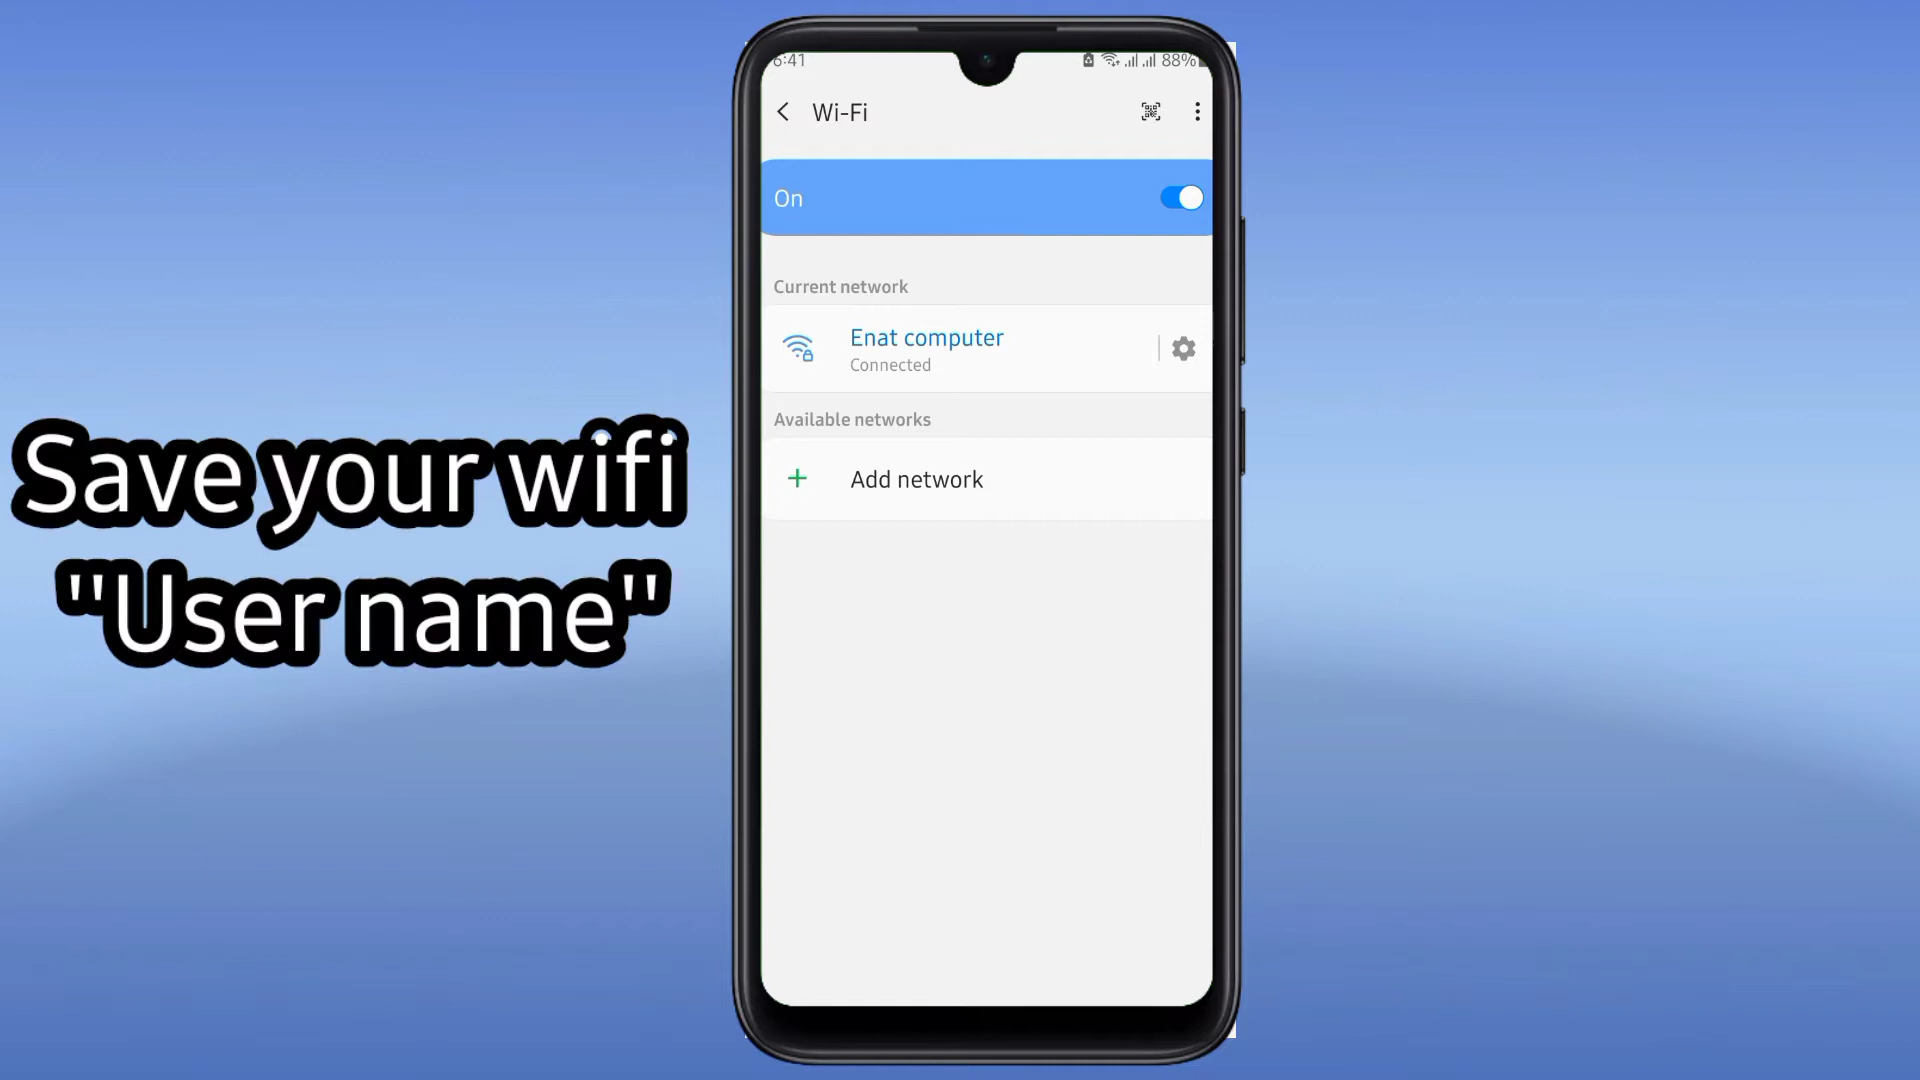 6:41
88%
Wi-Fi
On
Current network
Enat computer
Connected
Available networks
Add network
Save your wifi
"User name"